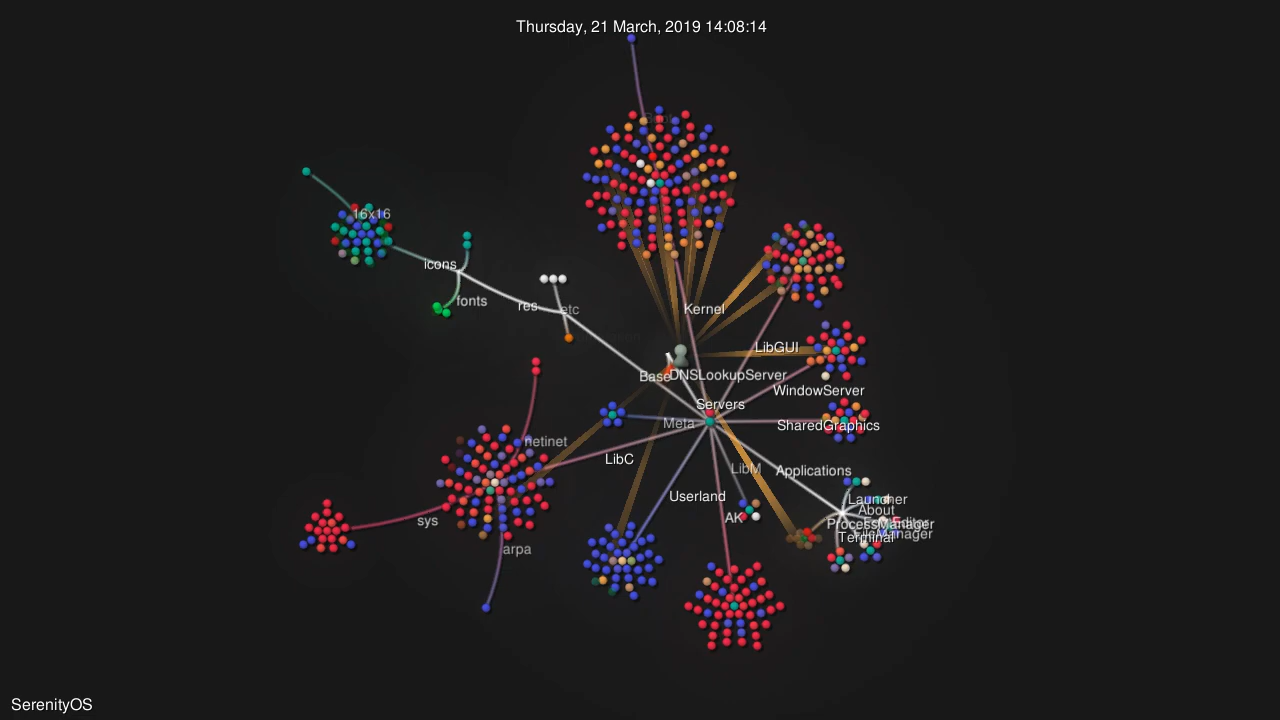 Thursday, 21 March, 2019 14:08:14
16x16
icons
fonts
res
etc
Kernel
LibGUI
Base
DNSLookupServer
WindowServer
Servers
Meta
SharedGraphics
netinet
LibC
LibM
Applications
Userland
Launcher
About
AK
ProcessManager
sys
Terminal
arpa
SerenityOS